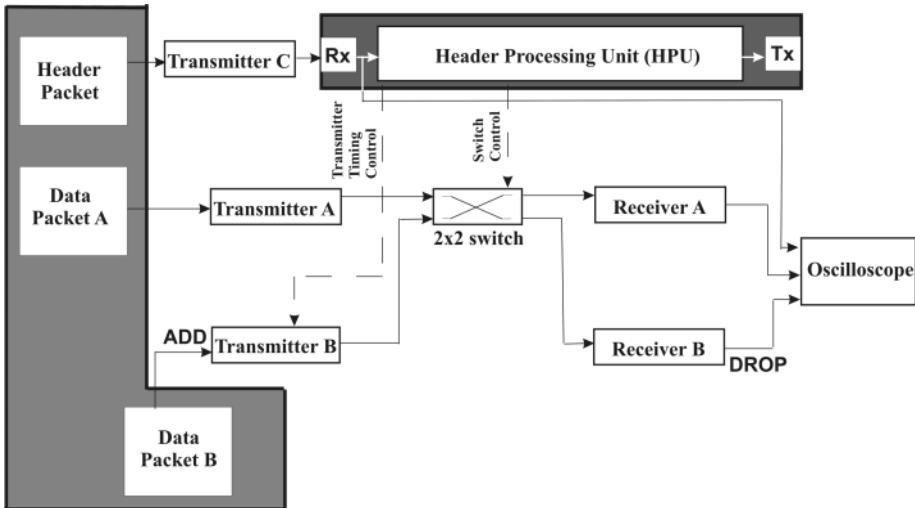 Header
Packet
Transmitter C
Rx
Header Processing Unit (HPU)
Tx
Transmitter
Timing
Control
Switch
Control
Data
Packet A
Transmitter A
2x2 switch
Receiver A
Oscilloscope
ADD
Transmitter B
Receiver B
DROP
Data
Packet B